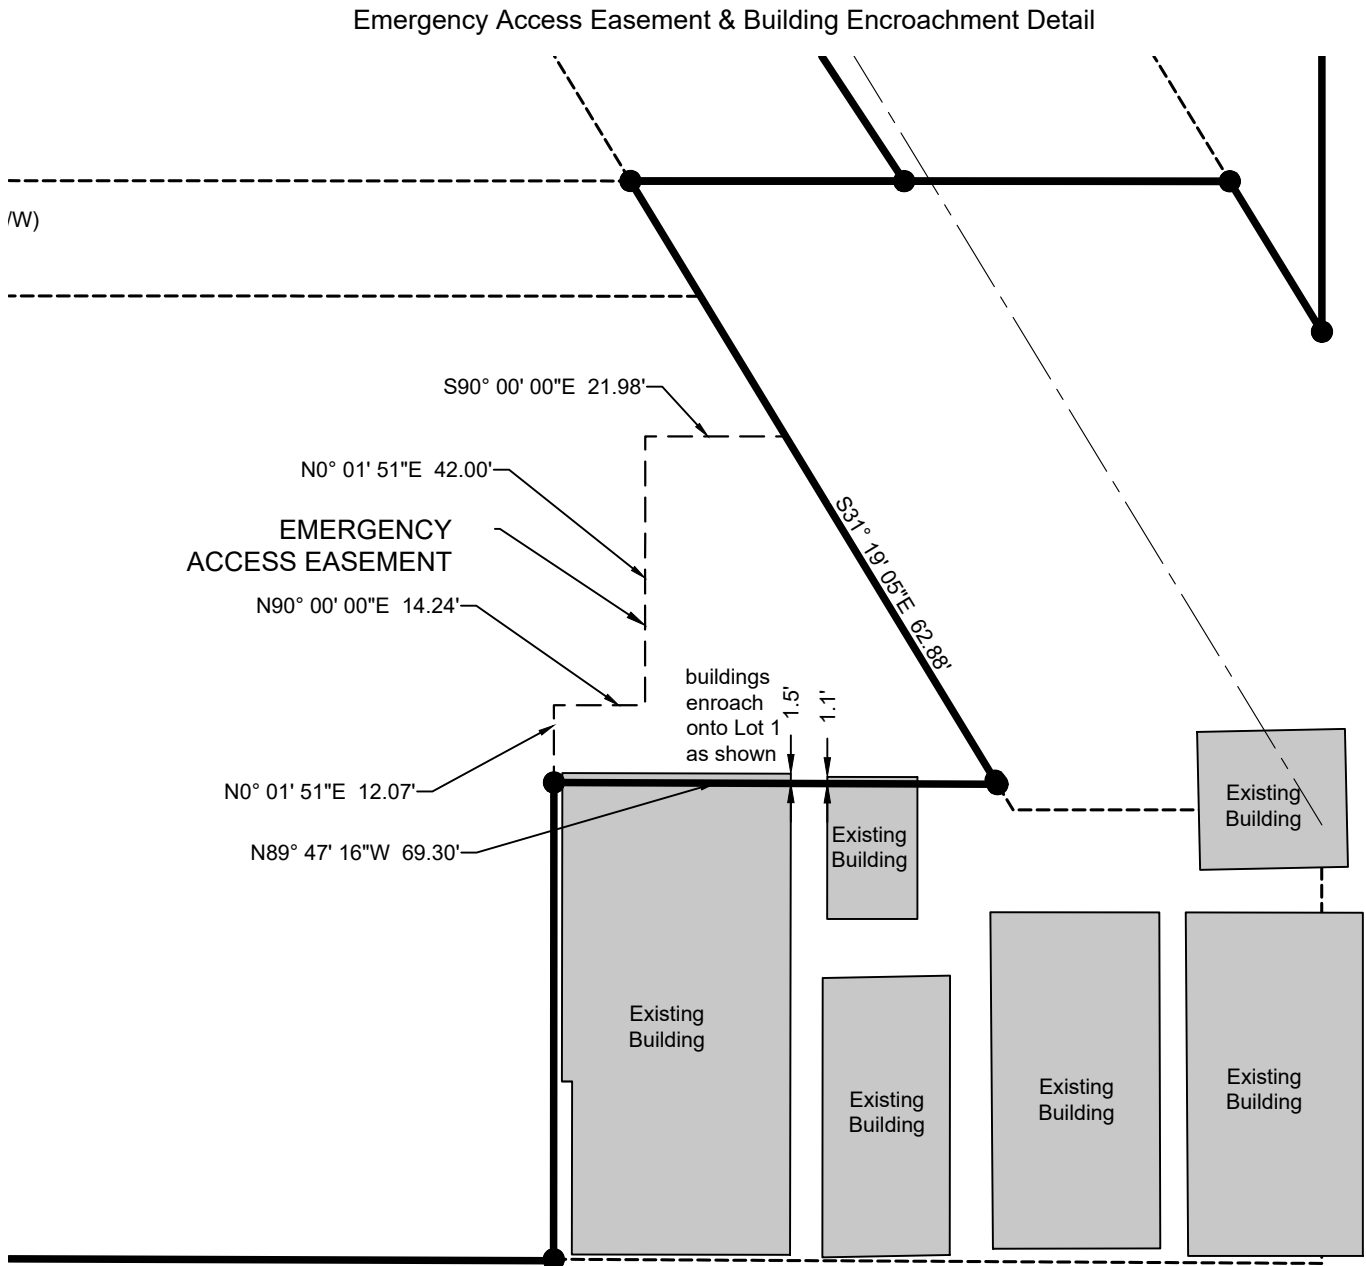 Emergency Access Easement & Building Encroachment Detail
/W)
S90° 00' 00"E 21.98'
N0° 01' 51"E 42.00'
EMERGENCY
ACCESS EASEMENT
N90° 00' 00"E 14.24'
S31° 19' 05"E 62.88'
buildings
enroach
onto Lot 1
as shown
1.5'
1.1'
N0° 01' 51"E 12.07'
N89° 47' 16"W 69.30'
Existing
Building
Existing
Building
Existing
Building
Existing
Building
Existing
Building
Existing
Building